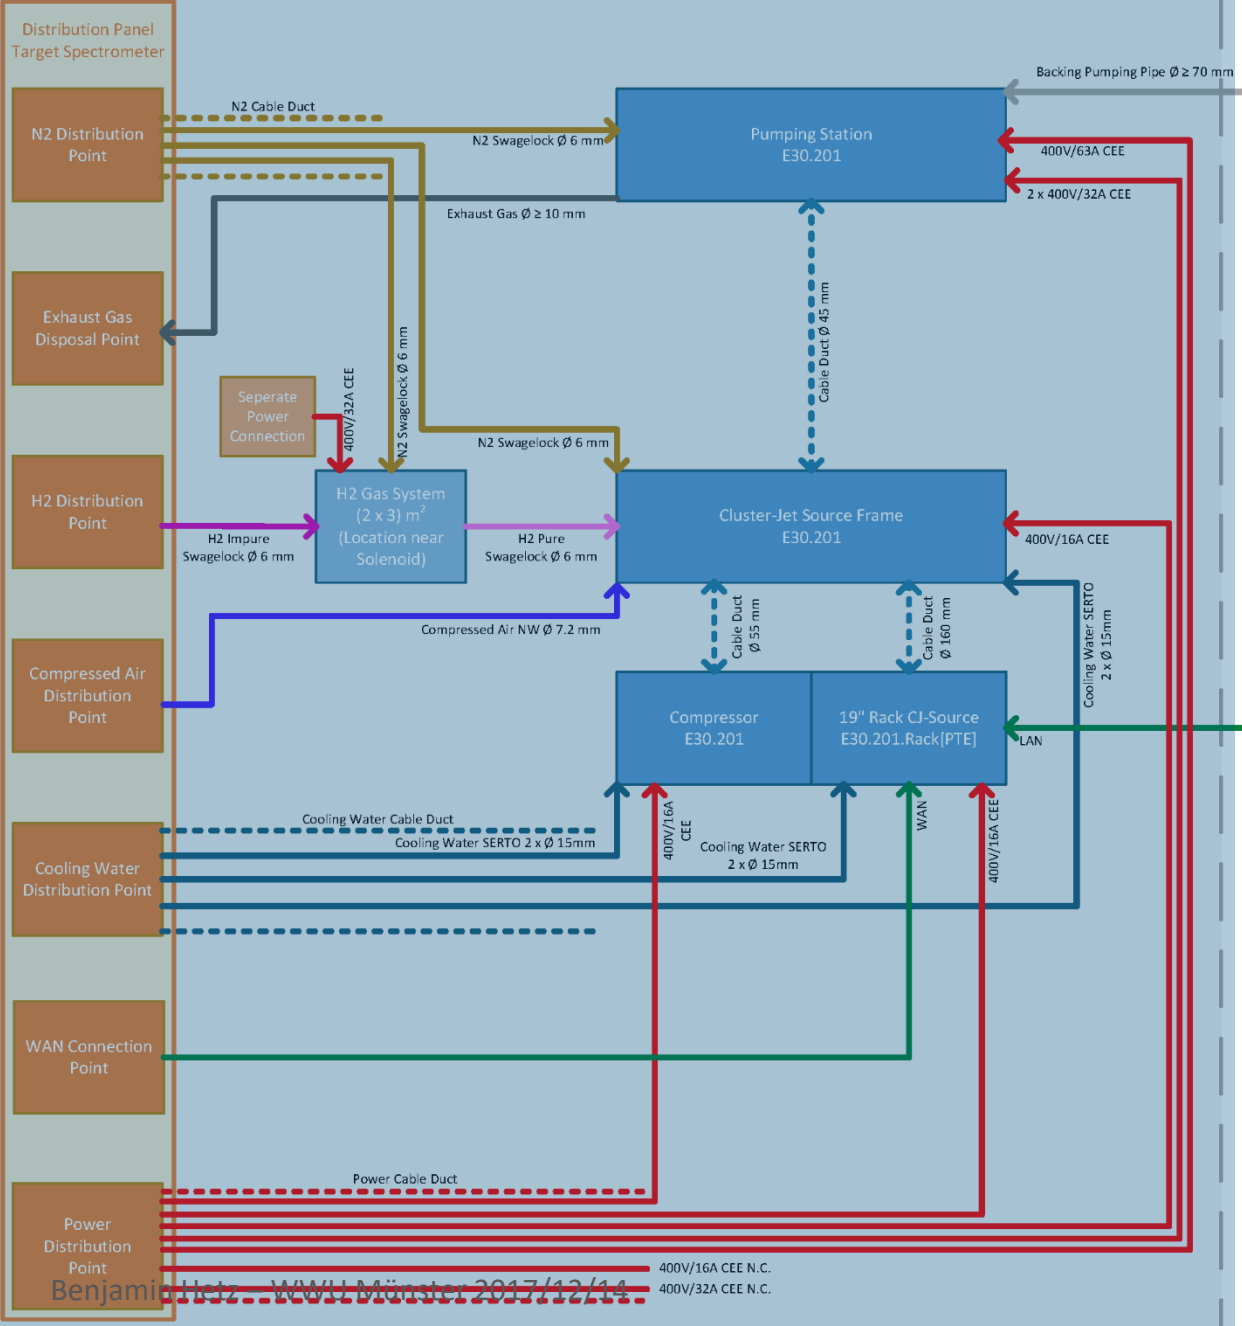 Distribution Panel
Target Spectrometer
N2 Distribution
Point
N2 Cable Duct
N2 Swagelock Ø 6 mm
Pumping Station
E30.201
Backing Pumping Pipe Ø ≥ 70 mm
400V/63A CEE
2 x 400V/32A CEE
Exhaust Gas Ø ≥ 10 mm
Exhaust Gas
Disposal Point
Cable Duct Ø 45 mm
Seperate
Power
Connection
400V/32A CEE
N2 Swagelock Ø 6 mm
N2 Swagelock Ø 6 mm
H2 Distribution
Point
H2 Impure
Swagelock Ø 6 mm
H2 Gas System
(2 x 3) m²
(Location near
Solenoid)
H2 Pure
Swagelock Ø 6 mm
Cluster-Jet Source Frame
E30.201
400V/16A CEE
Compressed Air NW Ø 7.2 mm
Cable Duct
Ø 55 mm
Cable Duct
Ø 160 mm
Cooling Water SERTO
2 x Ø 15mm
Compressed Air
Distribution
Point
Compressor
E30.201
19" Rack CJ-Source
E30.201.Rack[PTE]
LAN
Cooling Water Cable Duct
Cooling Water SERTO 2 x Ø 15mm
400V/16A
CEE
Cooling Water SERTO
2 x Ø 15mm
WAN
400V/16A CEE
Cooling Water
Distribution Point
WAN Connection
Point
Power Cable Duct
Power
Distribution
Point
400V/16A CEE N.C.
400V/32A CEE N.C.
Benjamin Hetz – WWU Münster 2017/12/14